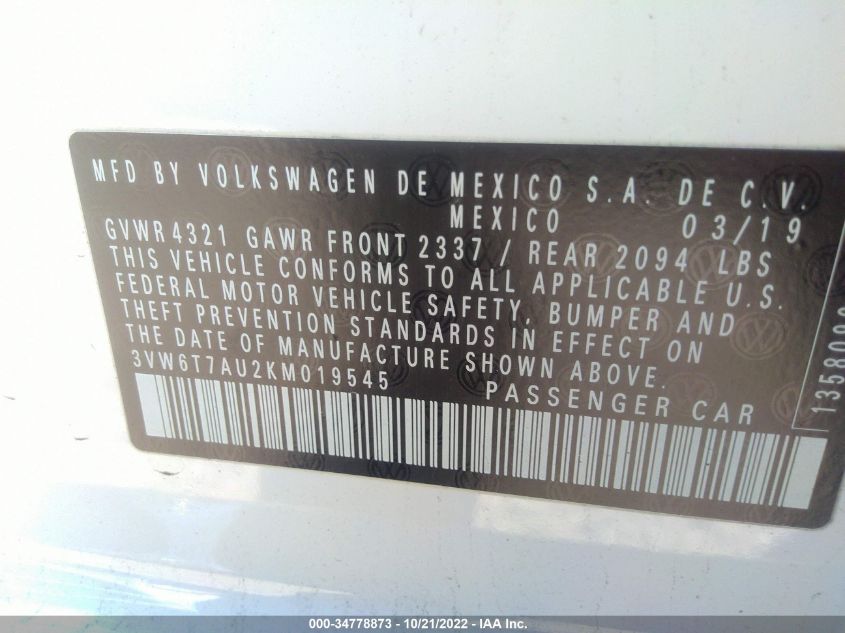 MFD BY VOLKSWAGEN DE MEXICO S.A. DE C.V.
MEXICO 03/19
GVWR4321 GAWR FRONT 2337/ REAR 2094 LBS
THIS VEHICLE CONFORMS TO ALL APPLICABLE U.S.
FEDERAL MOTOR VEHICLE SAFETY, BUMPER AND
THEFT PREVENTION STANDARDS IN EFFECT ON
THE DATE OF MANUFACTURE SHOWN ABOVE.
3VW6T7AU2KM019545 PASSENGER CAR
000-34778873 - 10/21/2022 - IAA Inc.